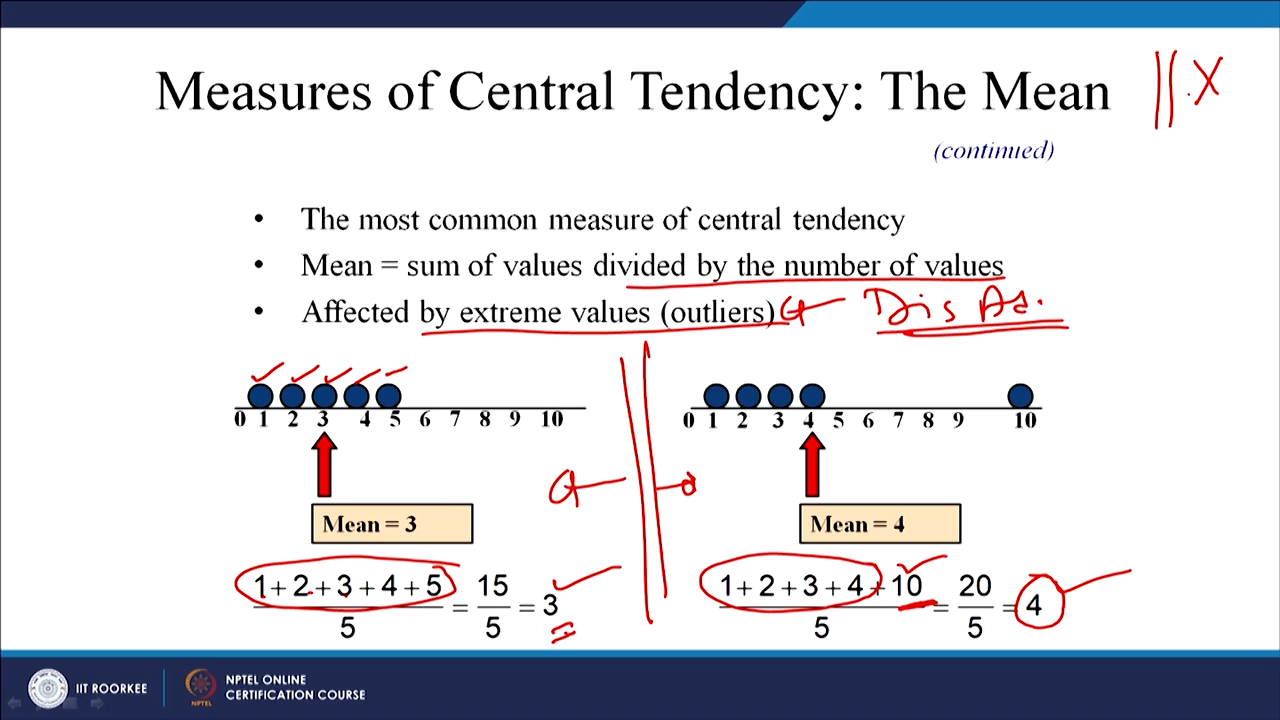 Measures of Central Tendency: The Mean || X
(continued)
• The most common measure of central tendency
• Mean = sum of values divided by the number of values
• Affected by extreme values (outliers) Dis Ad.
0 1 2 3 4 5 6 7 8 9 10
0 1 2 3 4 5 6 7 8 9 10
Mean = 3
Mean = 4
1 + 2 + 3 + 4 + 5 / 5 = 15 / 5 = 3
1 + 2 + 3 + 4 + 10 / 5 = 20 / 5 = 4
IIT ROORKEE
NPTEL
NPTEL ONLINE
CERTIFICATION COURSE